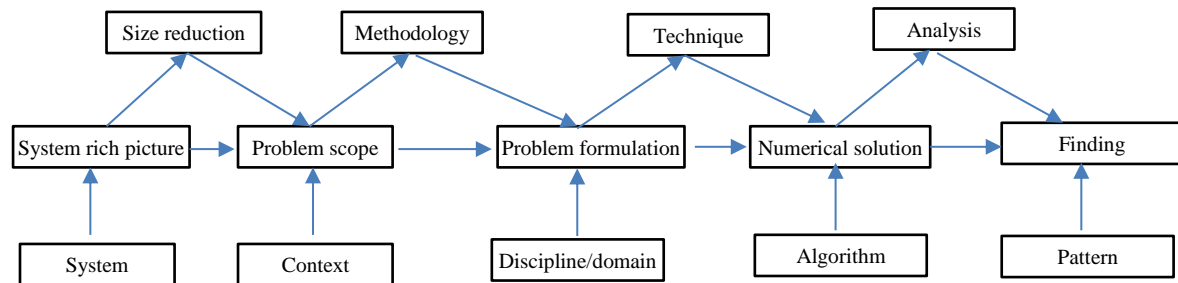 Size reduction
Methodology
Technique
Analysis
System rich picture
Problem scope
Problem formulation
Numerical solution
Finding
System
Context
Discipline/domain
Algorithm
Pattern